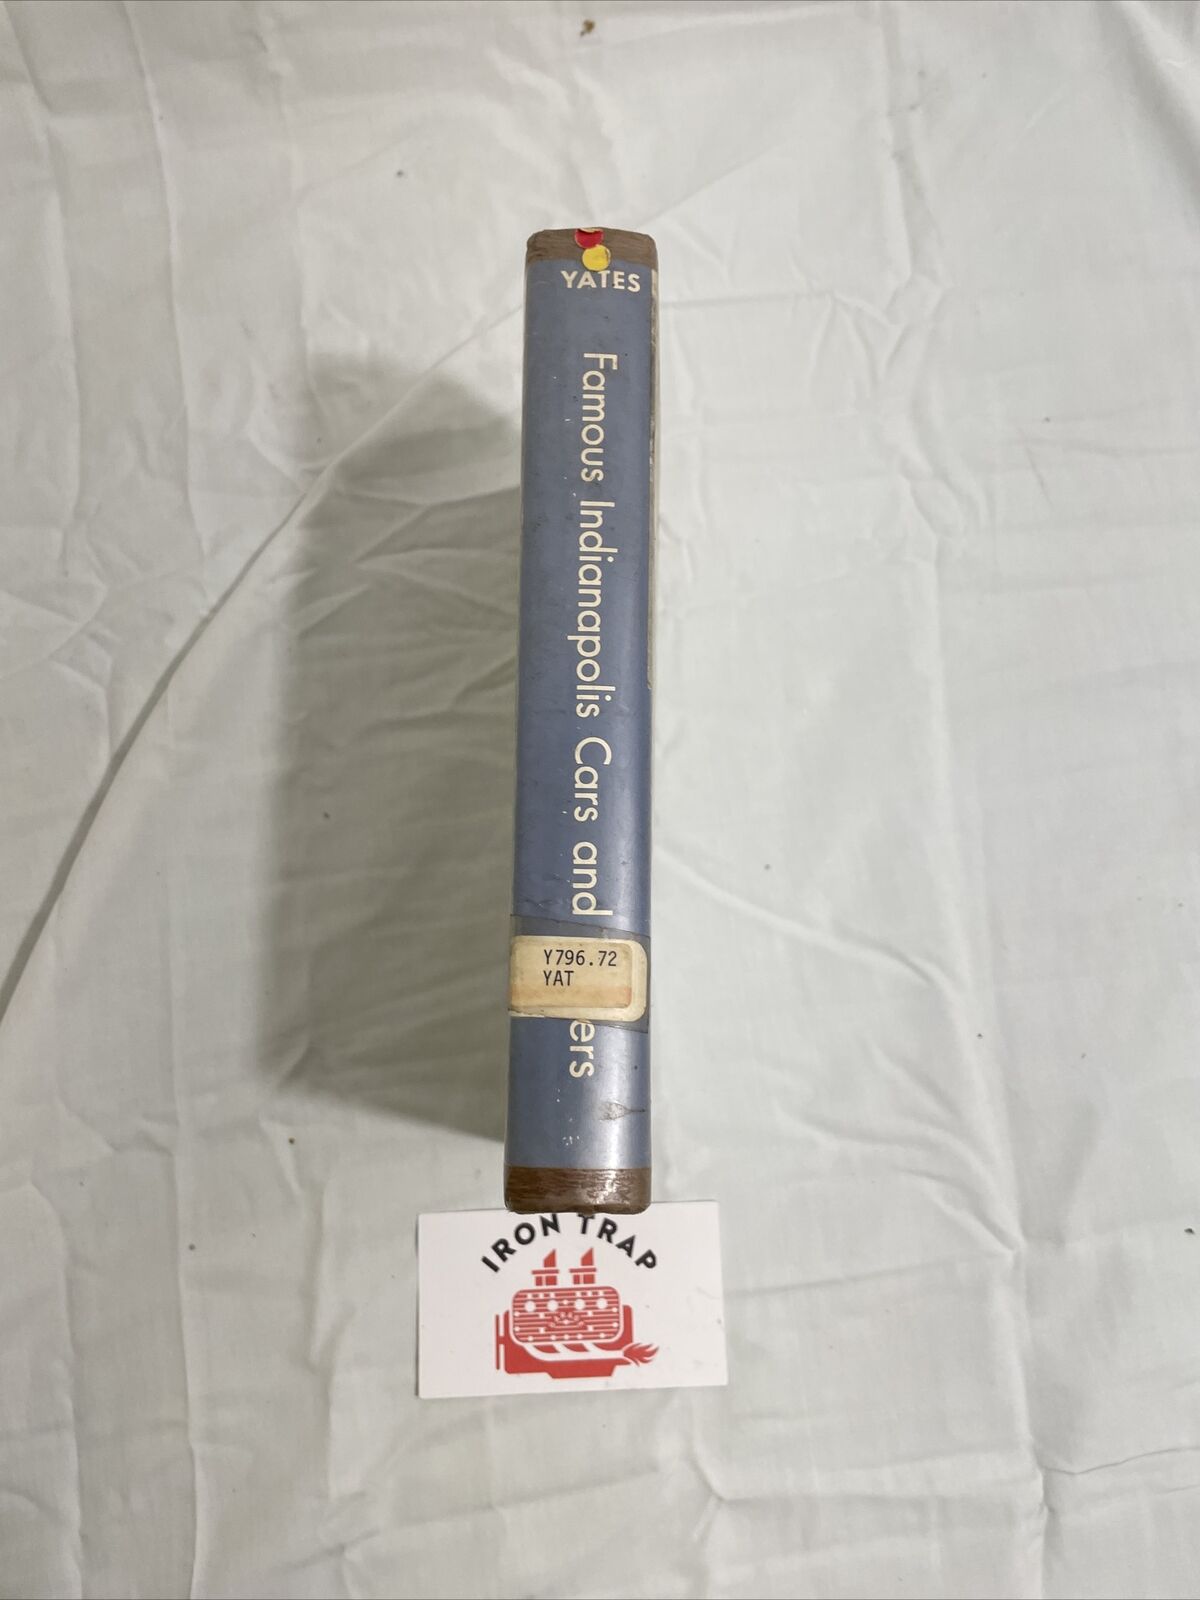 YATES
Famous Indianapolis Cars and
ers
Y796.72
YAT
IRON TRAP